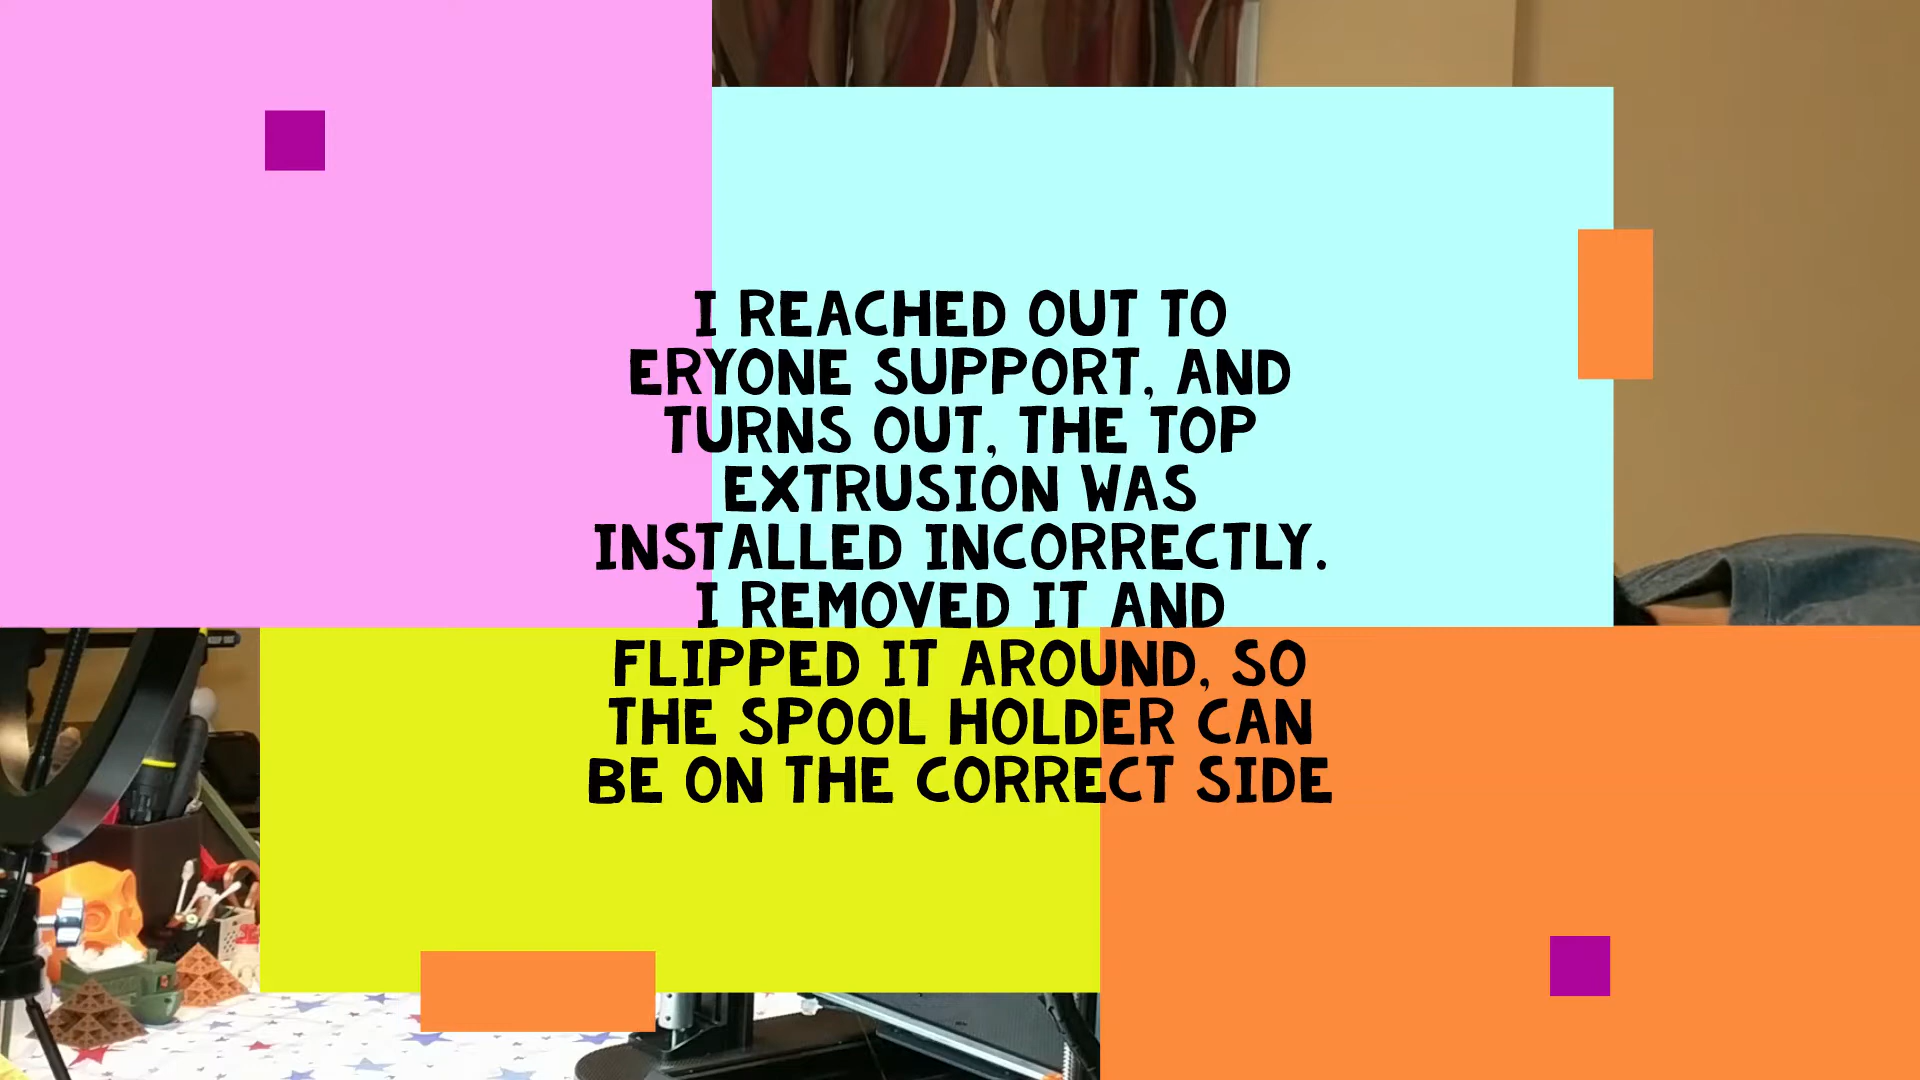 I REACHED OUT TO
ERYONE SUPPORT, AND
TURNS OUT, THE TOP
EXTRUSION WAS
INSTALLED INCORRECTLY.
I REMOVED IT AND
FLIPPED IT AROUND, SO
THE SPOOL HOLDER CAN
BE ON THE CORRECT SIDE